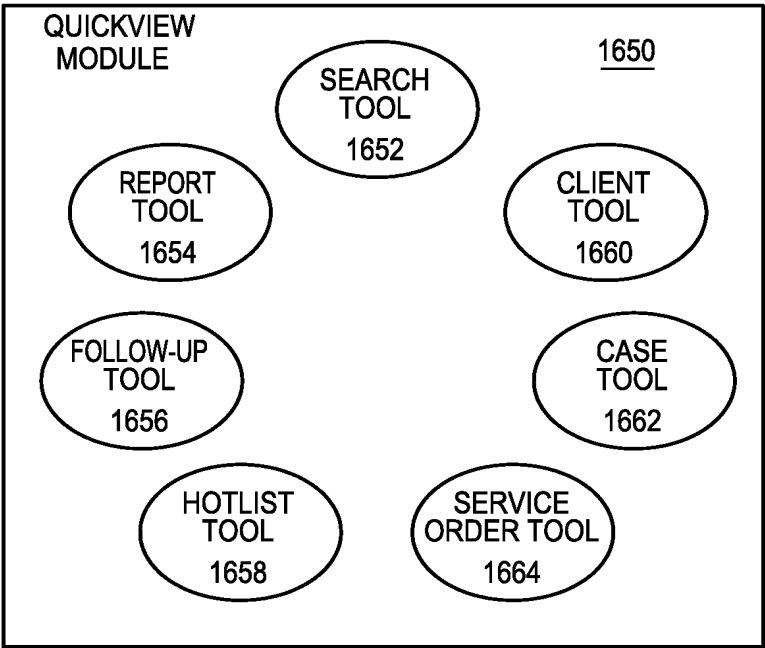 QUICKVIEW
MODULE
1650
SEARCH
TOOL
1652
REPORT
TOOL
1654
CLIENT
TOOL
1660
FOLLOW-UP
TOOL
1656
CASE
TOOL
1662
HOTLIST
TOOL
1658
SERVICE
ORDER TOOL
1664